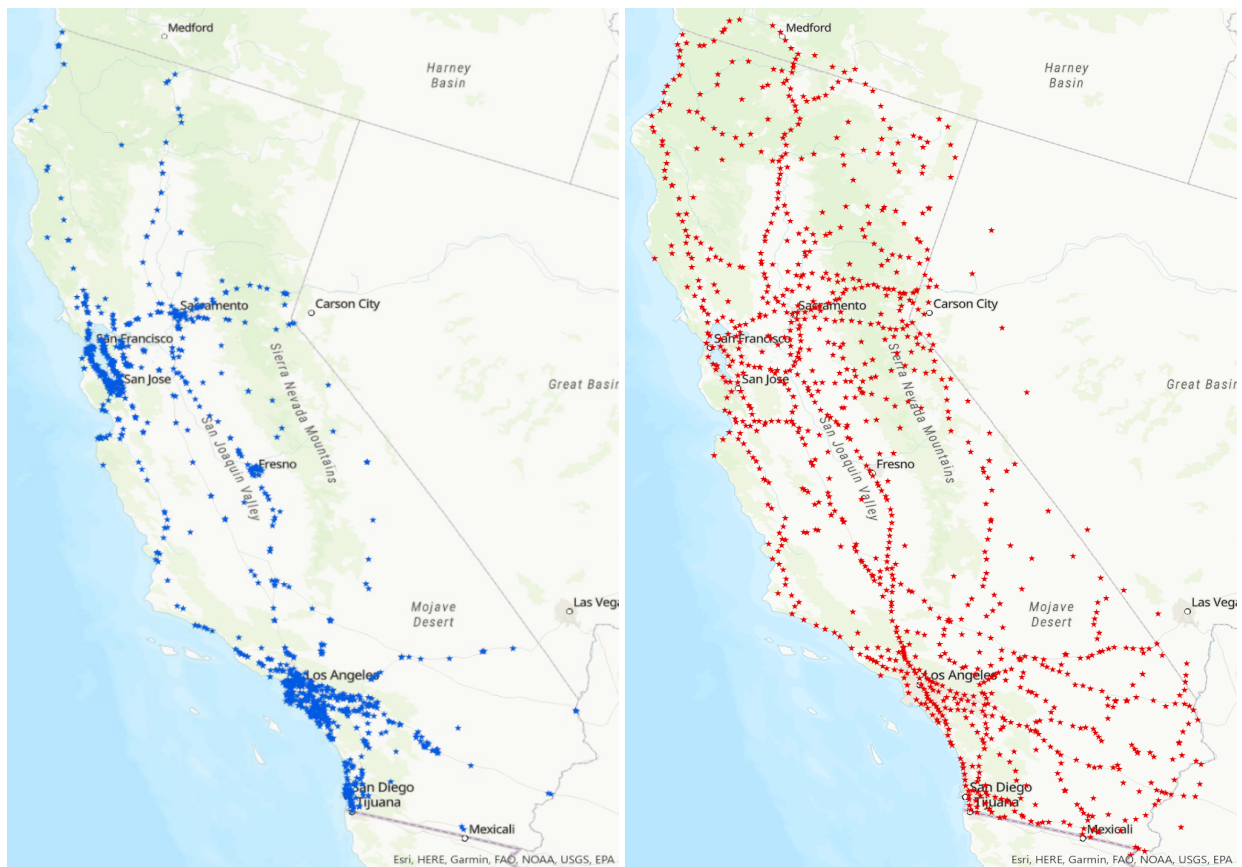 Medford
Harney
Basin
Sacramento
Carson City
San Francisco
San Jose
Great Basin
Sierra Nevada Mountains
San Joaquin Valley
Fresno
Mojave
Desert
Las Veg
Los Angeles
San Diego
Tijuana
Mexicali
Esri, HERE, Garmin, FAO, NOAA, USGS, EPA
Medford
Harney
Basin
Sacramento
Carson City
San Francisco
San Jose
Great Basin
Sierra Nevada Mountains
San Joaquin Valley
Fresno
Mojave
Desert
Las Veg
Los Angeles
San Diego
Tijuana
Mexicali
Esri, HERE, Garmin, FAO, NOAA, USGS, EPA